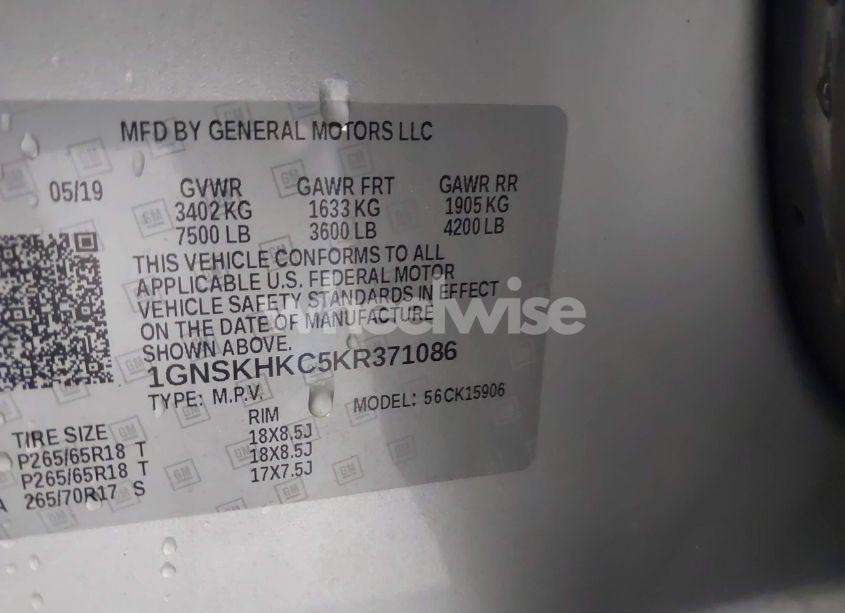 MFD BY GENERAL MOTORS LLC
05/19 GVWR GAWR FRT GAWR RR
3402 KG 1633 KG 1905 KG
7500 LB 3600 LB 4200 LB
THIS VEHICLE CONFORMS TO ALL
APPLICABLE U.S. FEDERAL MOTOR
VEHICLE SAFETY STANDARDS IN EFFECT
ON THE DATE OF MANUFACTURE
SHOWN ABOVE.
wheelwise
1GNSKHKC5KR371086
TYPE: M.P.V. MODEL: 56CK15906
TIRE SIZE RIM
P265/65R18 T 18X8.5J
P265/65R18 T 18X8.5J
265/70R17 S 17X7.5J